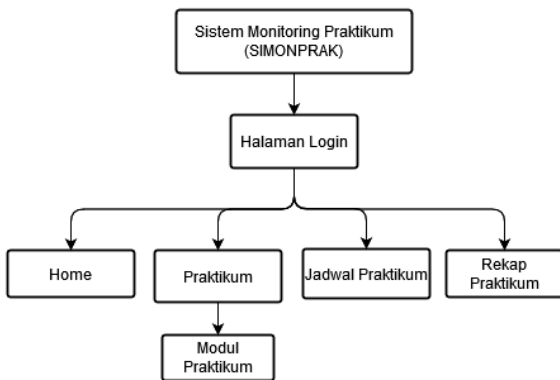 Sistem Monitoring Praktikum
(SIMONPRAK)
Halaman Login
Home
Praktikum
Jadwal Praktikum
Rekap
Praktikum
Modul
Praktikum